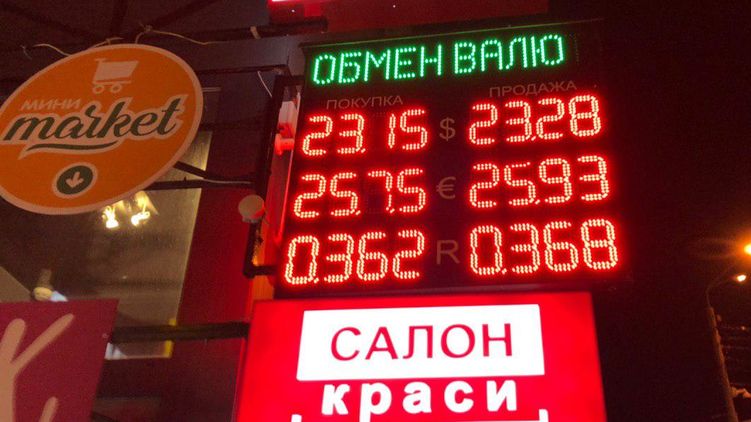 мини
market
ОБМЕН ВАЛЮ
ПОКУПКА ПРОДАЖА
23.15 $ 23.28
25.75 € 25.93
0.362 R 0.368
САЛОН
краси